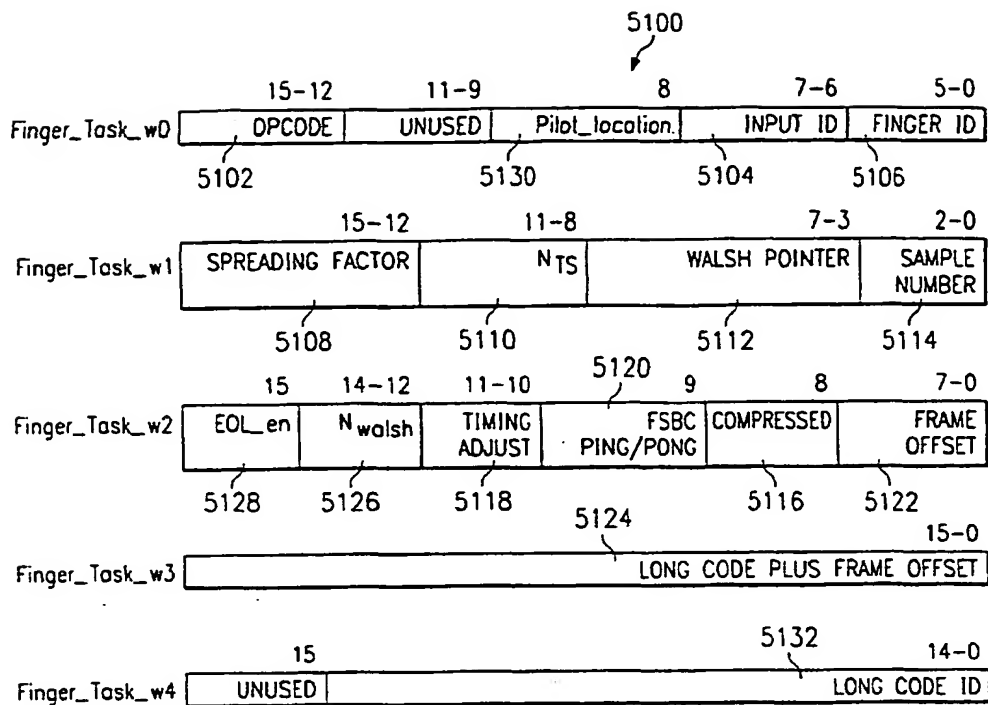 5100
15-12 11-9 8 7-6 5-0
Finger_Task_w0 OPCODE UNUSED Pilot_location. INPUT ID FINGER ID
5102 5130 5104 5106
15-12 11-8 7-3 2-0
Finger_Task_w1 SPREADING FACTOR NTS WALSH POINTER SAMPLE NUMBER
5108 5110 5112 5114
5120
15 14-12 11-10 9 8 7-0
Finger_Task_w2 EOL_en Nwalsh TIMING ADJUST FSBC PING/PONG COMPRESSED FRAME OFFSET
5128 5126 5118 5116 5122
5124
15-0
Finger_Task_w3 LONG CODE PLUS FRAME OFFSET
5132
15 14-0
Finger_Task_w4 UNUSED LONG CODE ID